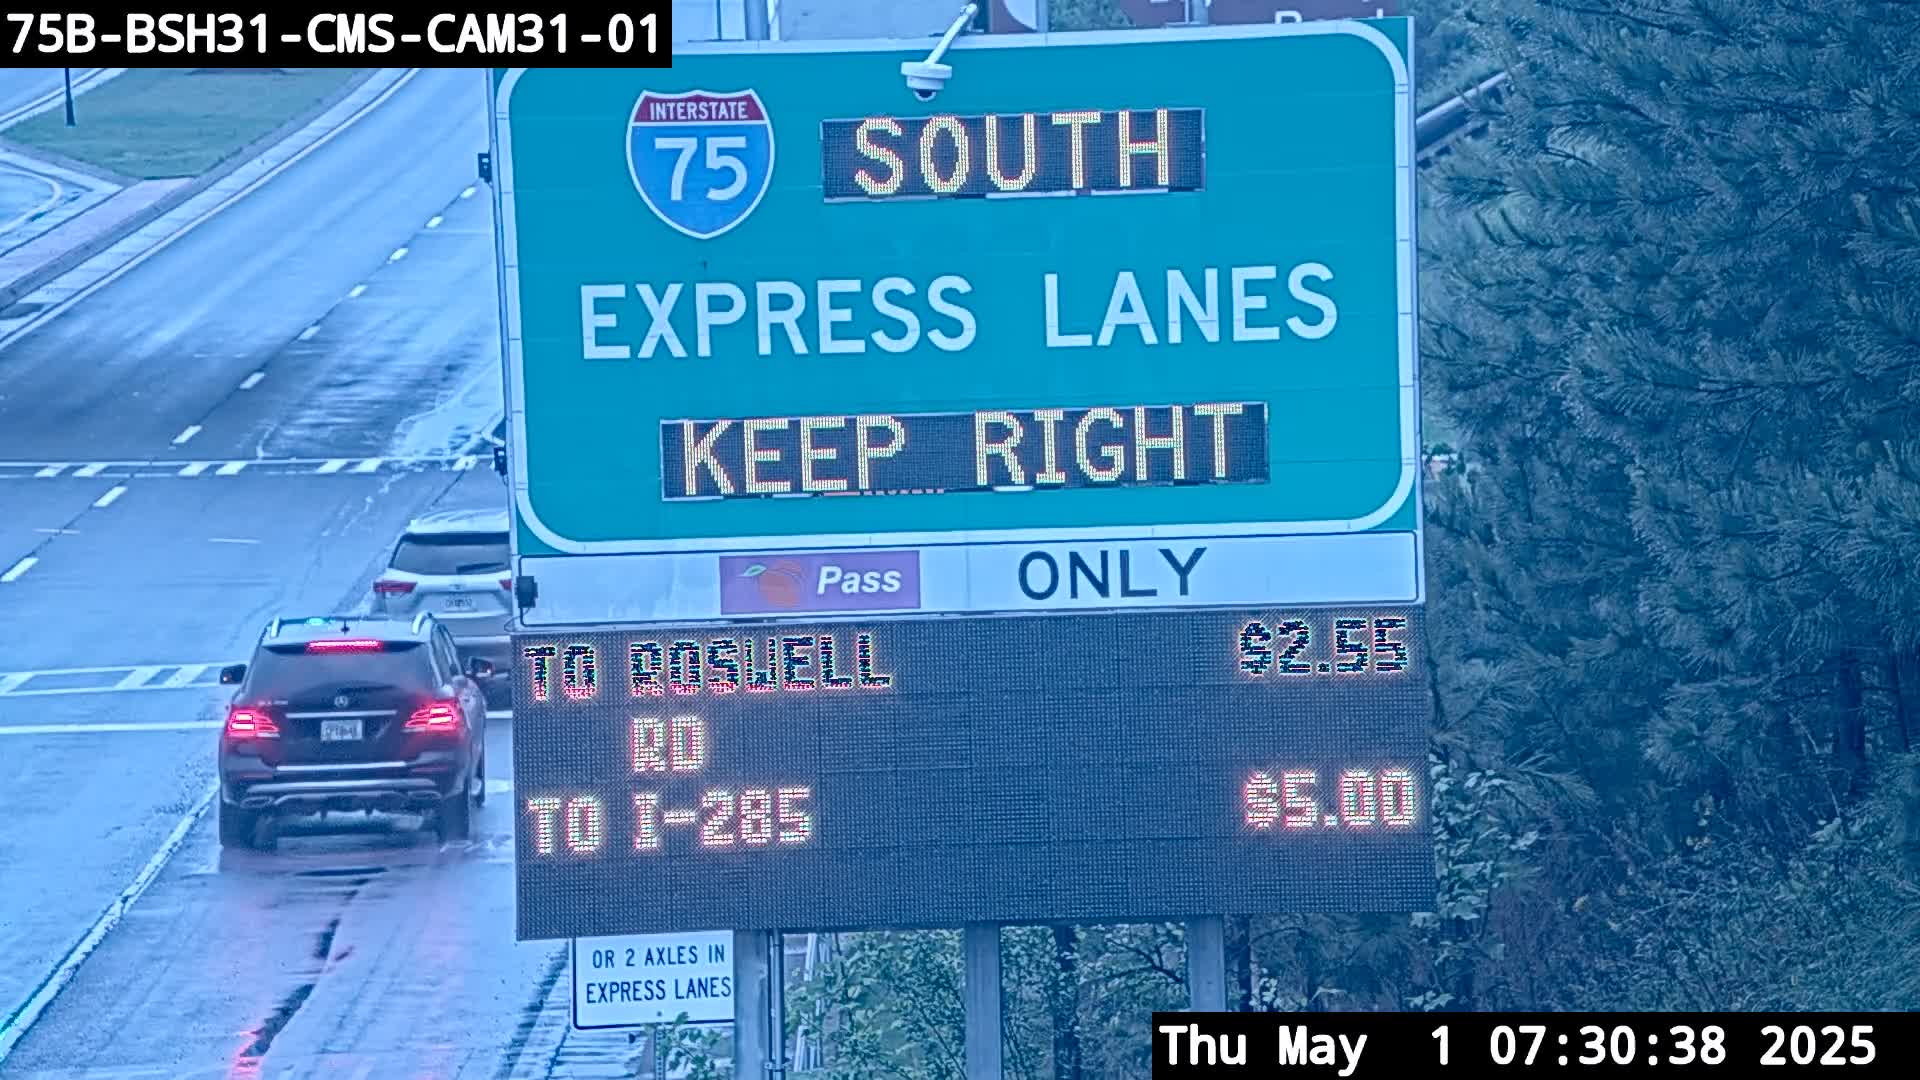 75B-BSH31-CMS-CAM31-01
INTERSTATE
75
SOUTH
EXPRESS LANES
KEEP RIGHT
Pass ONLY
TO ROSWELL $2.55
RD
TO I-285 $5.00
OR 2 AXLES IN
EXPRESS LANES
Thu May 1 07:30:38 2025